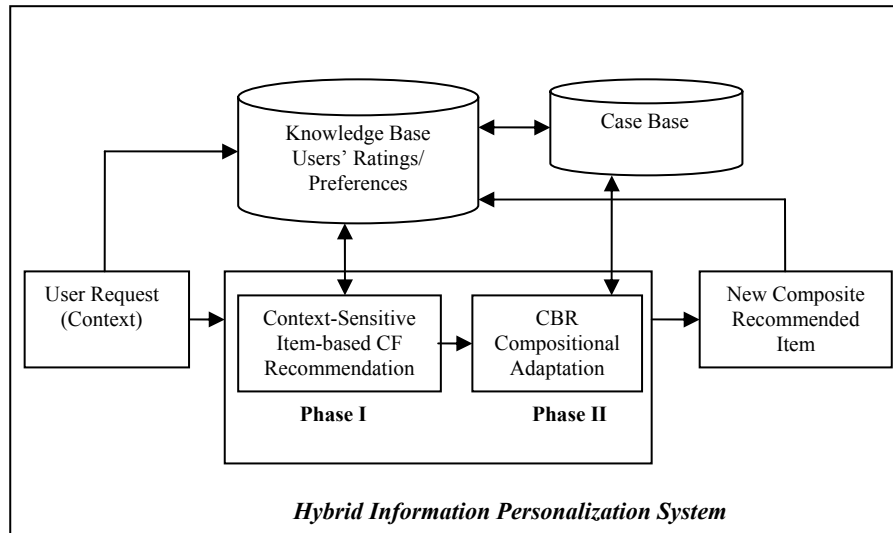 Knowledge Base
Users’ Ratings/
Preferences
Case Base
User Request
(Context)
Context-Sensitive
Item-based CF
Recommendation
Phase I
CBR
Compositional
Adaptation
Phase II
New Composite
Recommended
Item
Hybrid Information Personalization System